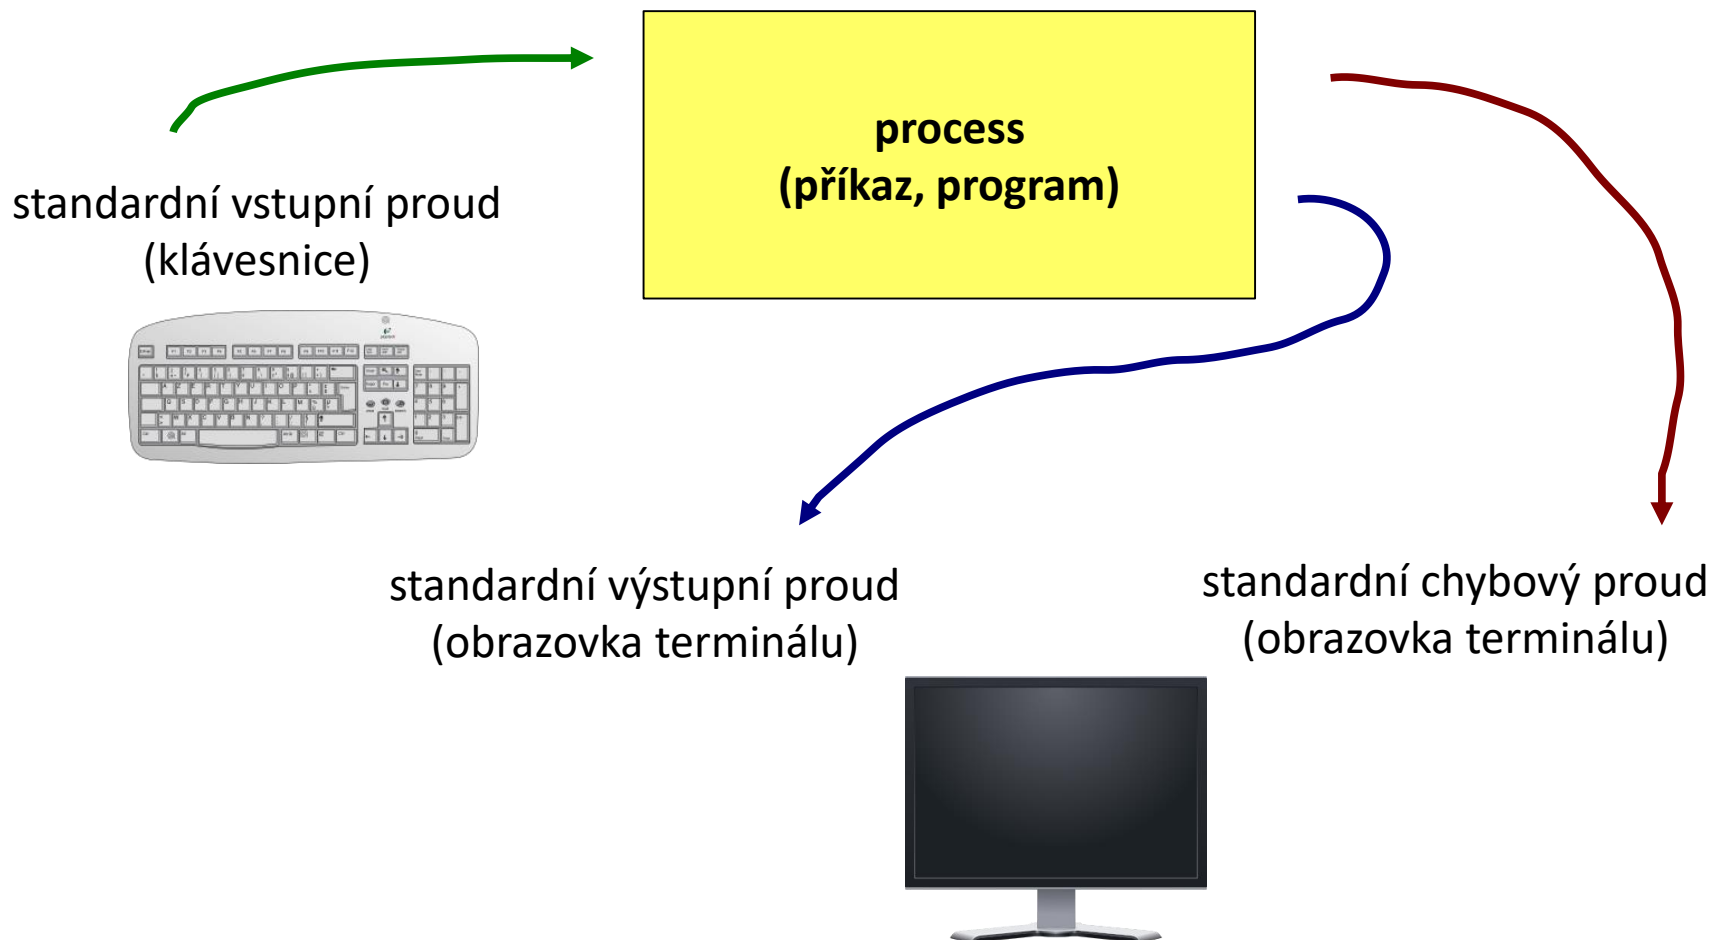 process
(příkaz, program)
standardní vstupní proud
(klávesnice)
standardní výstupní proud
(obrazovka terminálu)
standardní chybový proud
(obrazovka terminálu)